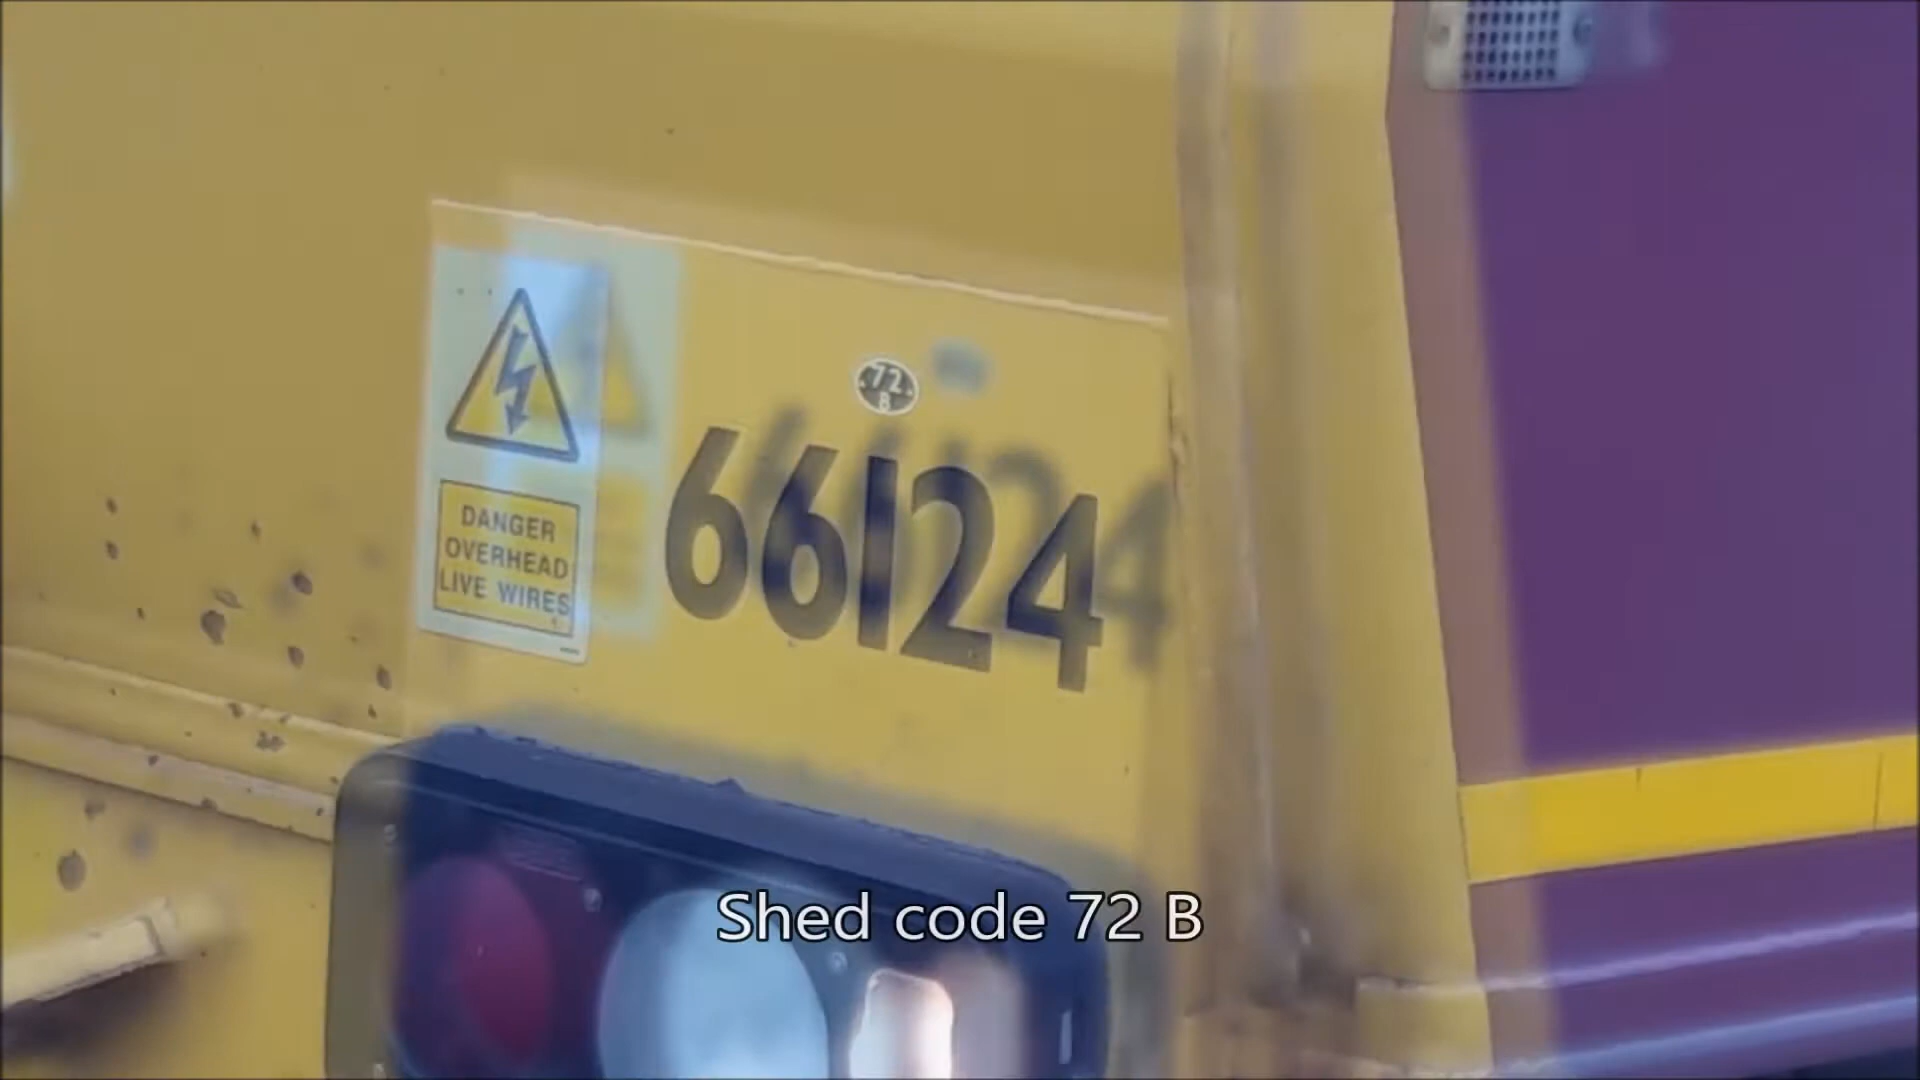 72
B
66124
DANGER
OVERHEAD
LIVE WIRES
Shed code 72 B